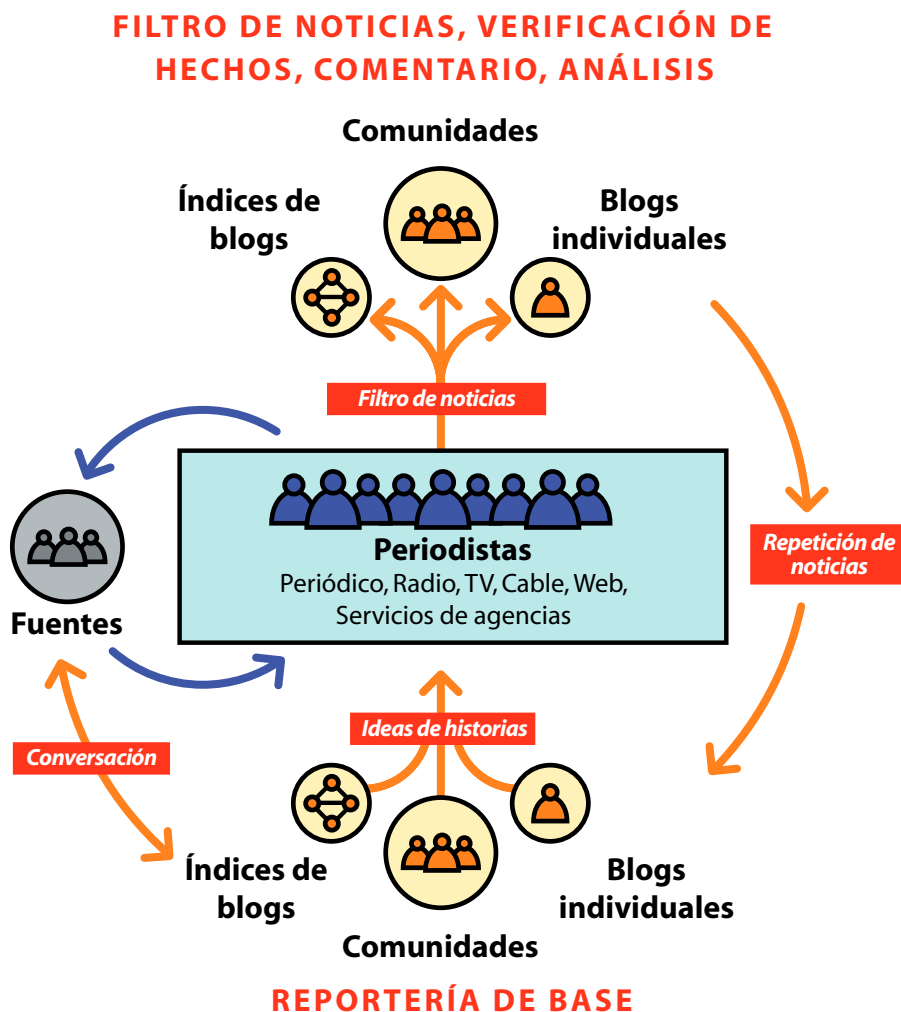 FILTRO DE NOTICIAS, VERIFICACIÓN DE
HECHOS, COMENTARIO, ANÁLISIS
Comunidades
Índices de
blogs
Blogs
individuales
Filtro de noticias
Periodistas
Periódico, Radio, TV, Cable, Web,
Servicios de agencias
Repetición de
noticias
Fuentes
Ideas de historias
Conversación
Índices de
blogs
Blogs
individuales
Comunidades
REPORTERÍA DE BASE